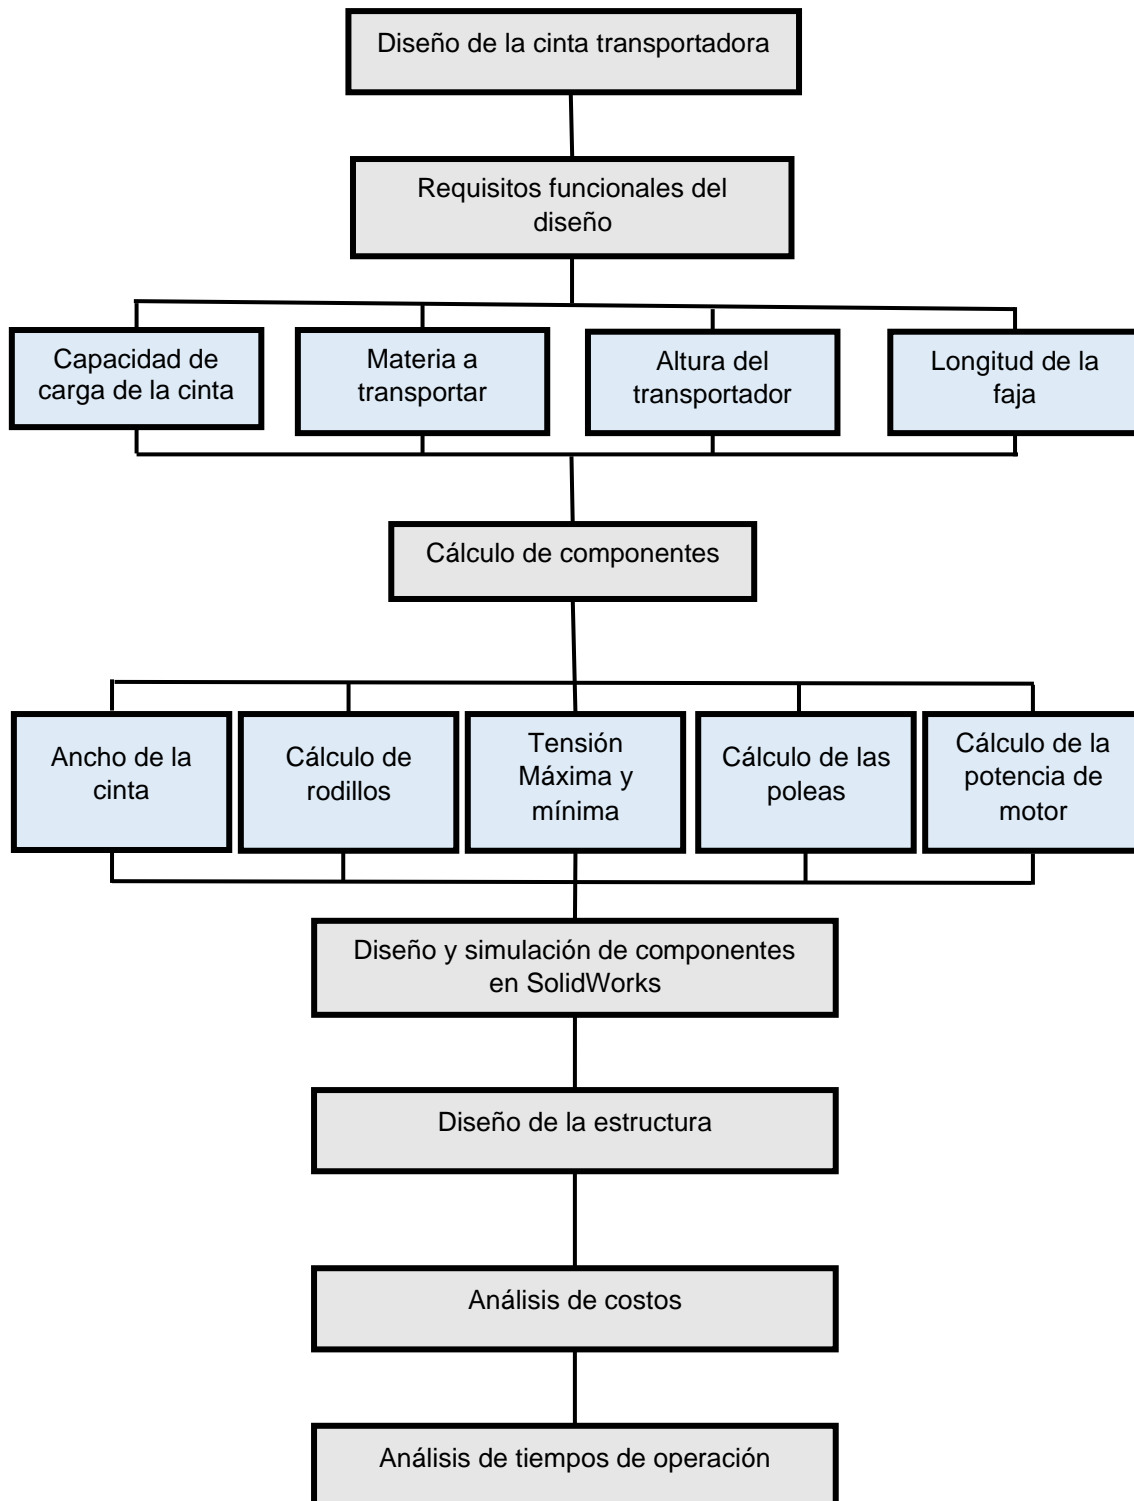 Diseño de la cinta transportadora
Requisitos funcionales del
diseño
Capacidad de
carga de la cinta
Materia a
transportar
Altura del
transportador
Longitud de la
faja
Cálculo de componentes
Ancho de la
cinta
Cálculo de
rodillos
Tensión
Máxima y
mínima
Cálculo de las
poleas
Cálculo de la
potencia de
motor
Diseño y simulación de componentes
en SolidWorks
Diseño de la estructura
Análisis de costos
Análisis de tiempos de operación